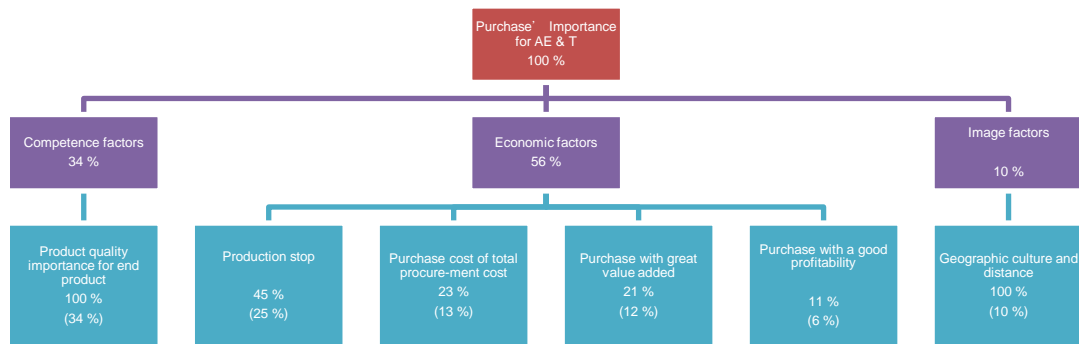 Purchase’ Importance
for AE & T
100 %
Competence factors
34 %
Economic factors
56 %
Image factors
10 %
Product quality
importance for end
product
100 %
(34 %)
Production stop
45 %
(25 %)
Purchase cost of total
procure-ment cost
23 %
(13 %)
Purchase with great
value added
21 %
(12 %)
Purchase with a good
profitability
11 %
(6 %)
Geographic culture and
distance
100 %
(10 %)